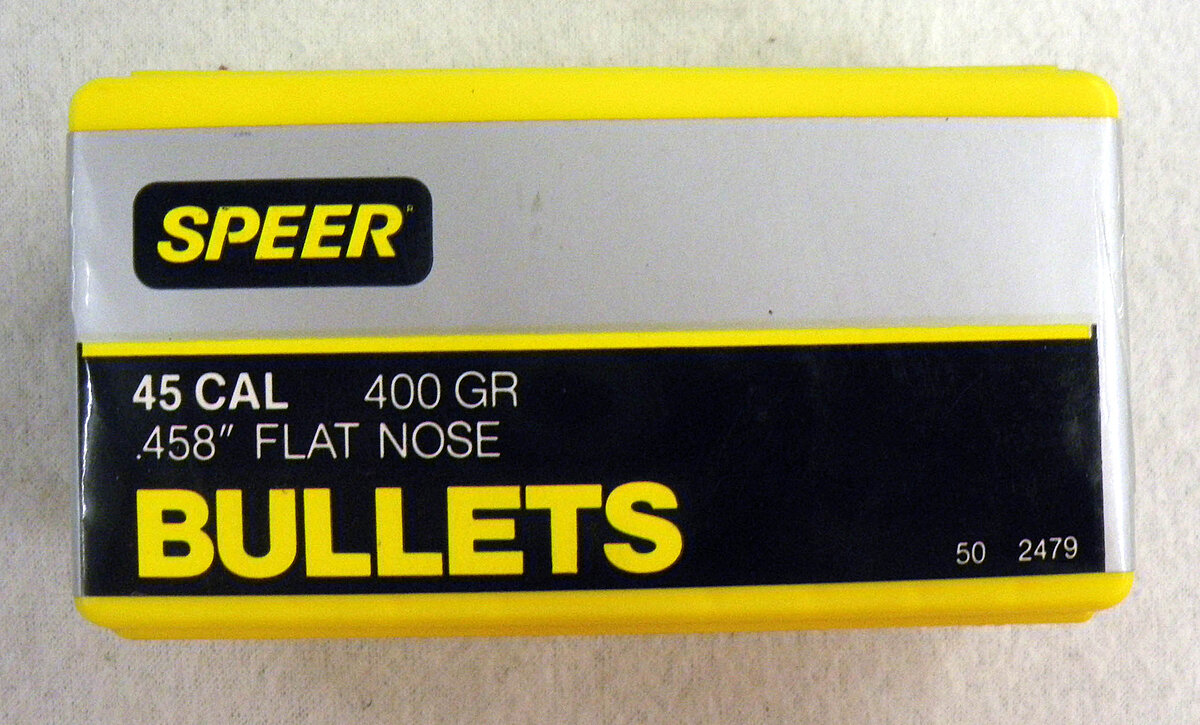 SPEER®
45 CAL 400 GR
.458" FLAT NOSE
BULLETS
50 2479